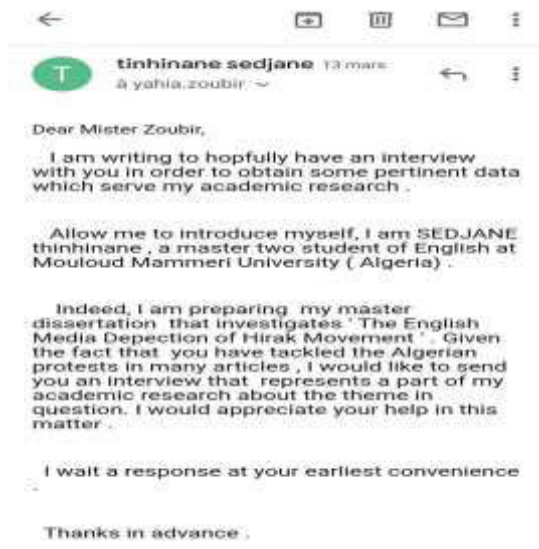 T
tinhinane sedjane 13 mars
à yahia.zoubir
Dear Mister Zoubir,
I am writing to hopefully have an interview
with you in order to obtain some pertinent data
which serve my academic research .
Allow me to introduce myself, I am SEDJANE
thinhinane , a master two student of English at
Mouloud Mammeri University ( Algeria) .
Indeed, I am preparing my master
dissertation that investigates ' The English
Media Depection of Hirak Movement ' . Given
the fact that you have tackled the Algerian
protests in many articles , I would like to send
you an interview that represents a part of my
academic research about the theme in
question. I would appreciate your help in this
matter .
I wait a response at your earliest convenience
.
Thanks in advance .